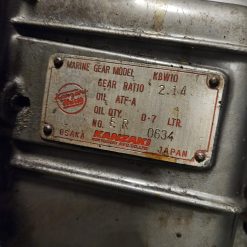 MARINE GEAR MODEL KBW10
GEAR RATIO 2.14
OIL ATF-A
OIL QTY. 0.7 LTR.
NO. 0634
OSAKA KANZAKI JAPAN